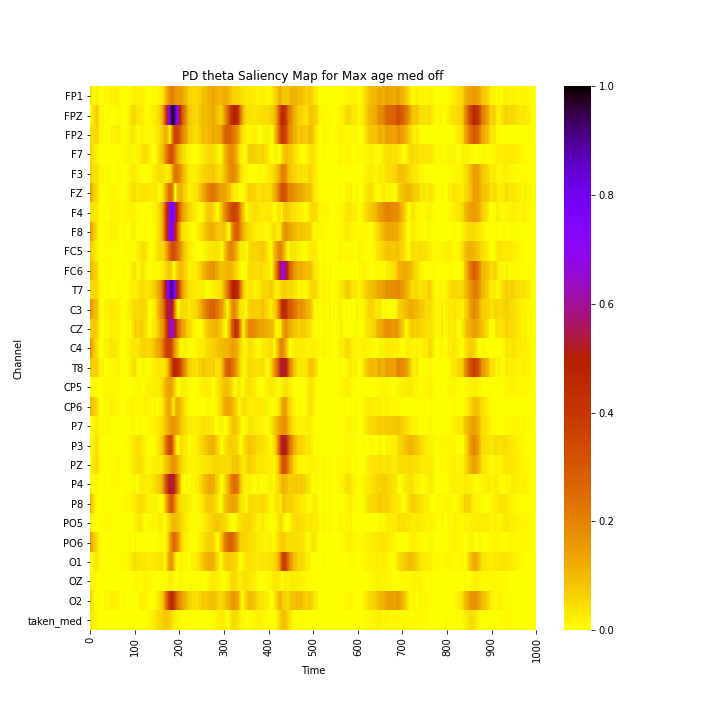 PD theta Saliency Map for Max age med off
Channel
FP1
FPZ
FP2
F7
F3
FZ
F4
F8
FC5
FC6
T7
C3
CZ
C4
T8
CP5
CP6
P7
P3
PZ
P4
P8
PO5
PO6
O1
OZ
O2
taken_med
0 100 200 300 400 500 600 700 800 900 1000
Time
1.0
0.8
0.6
0.4
0.2
0.0